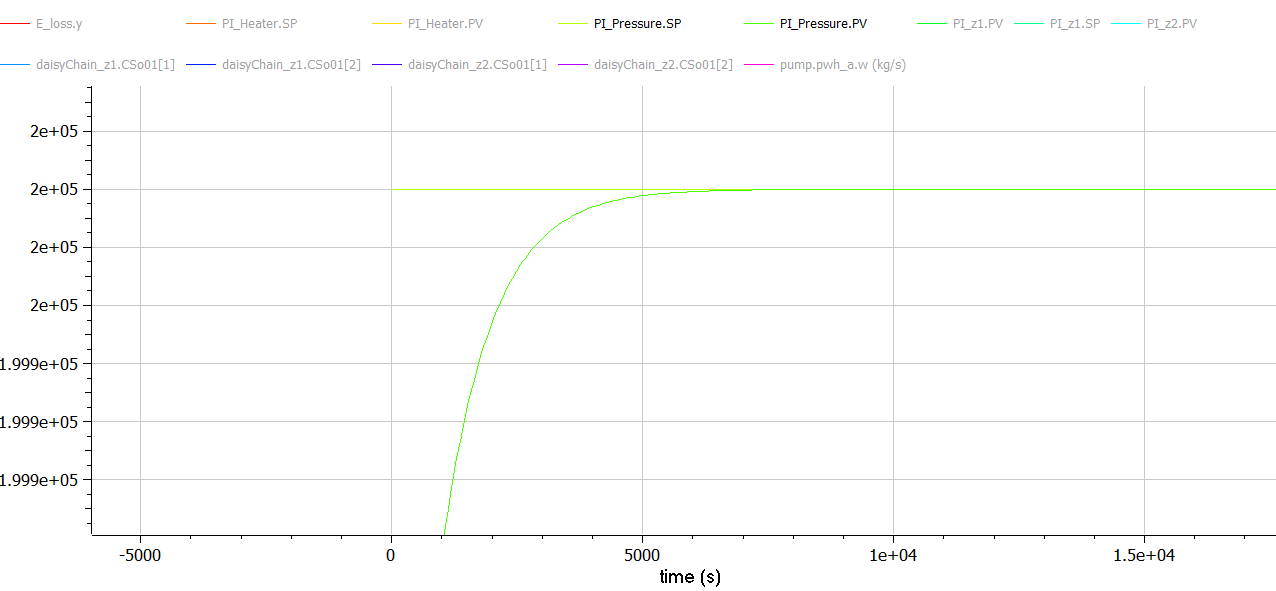 E_loss.y PI_Heater.SP PI_Heater.PV PI_Pressure.SP PI_Pressure.PV PI_z1.PV PI_z1.SP PI_z2.PV
daisyChain_z1.CSo01[1] daisyChain_z1.CSo01[2] daisyChain_z2.CSo01[1] daisyChain_z2.CSo01[2] pump.pwh_a.w (kg/s)
2e+05
2e+05
2e+05
2e+05
1.999e+05
1.999e+05
1.999e+05
-5000 0 5000 1e+04 1.5e+04
time (s)